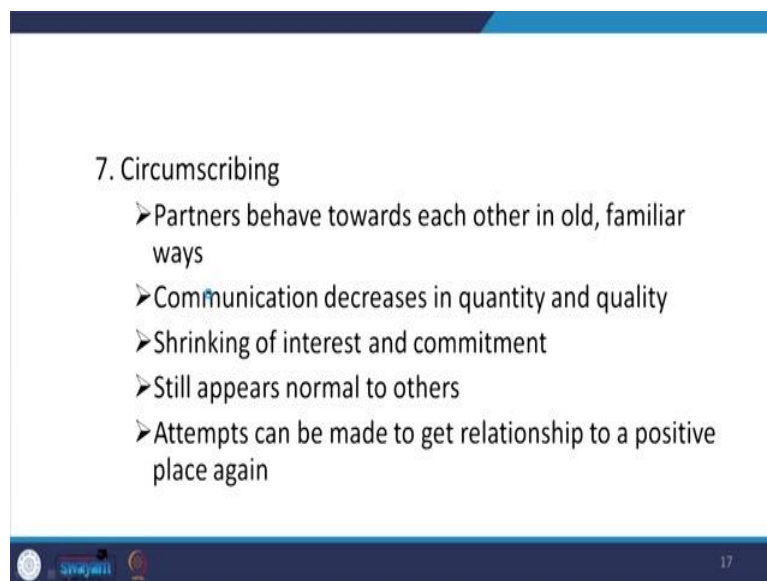 7. Circumscribing
➢Partners behave towards each other in old, familiar
ways
➢Communication decreases in quantity and quality
➢Shrinking of interest and commitment
➢Still appears normal to others
➢Attempts can be made to get relationship to a positive
place again
swayam
17